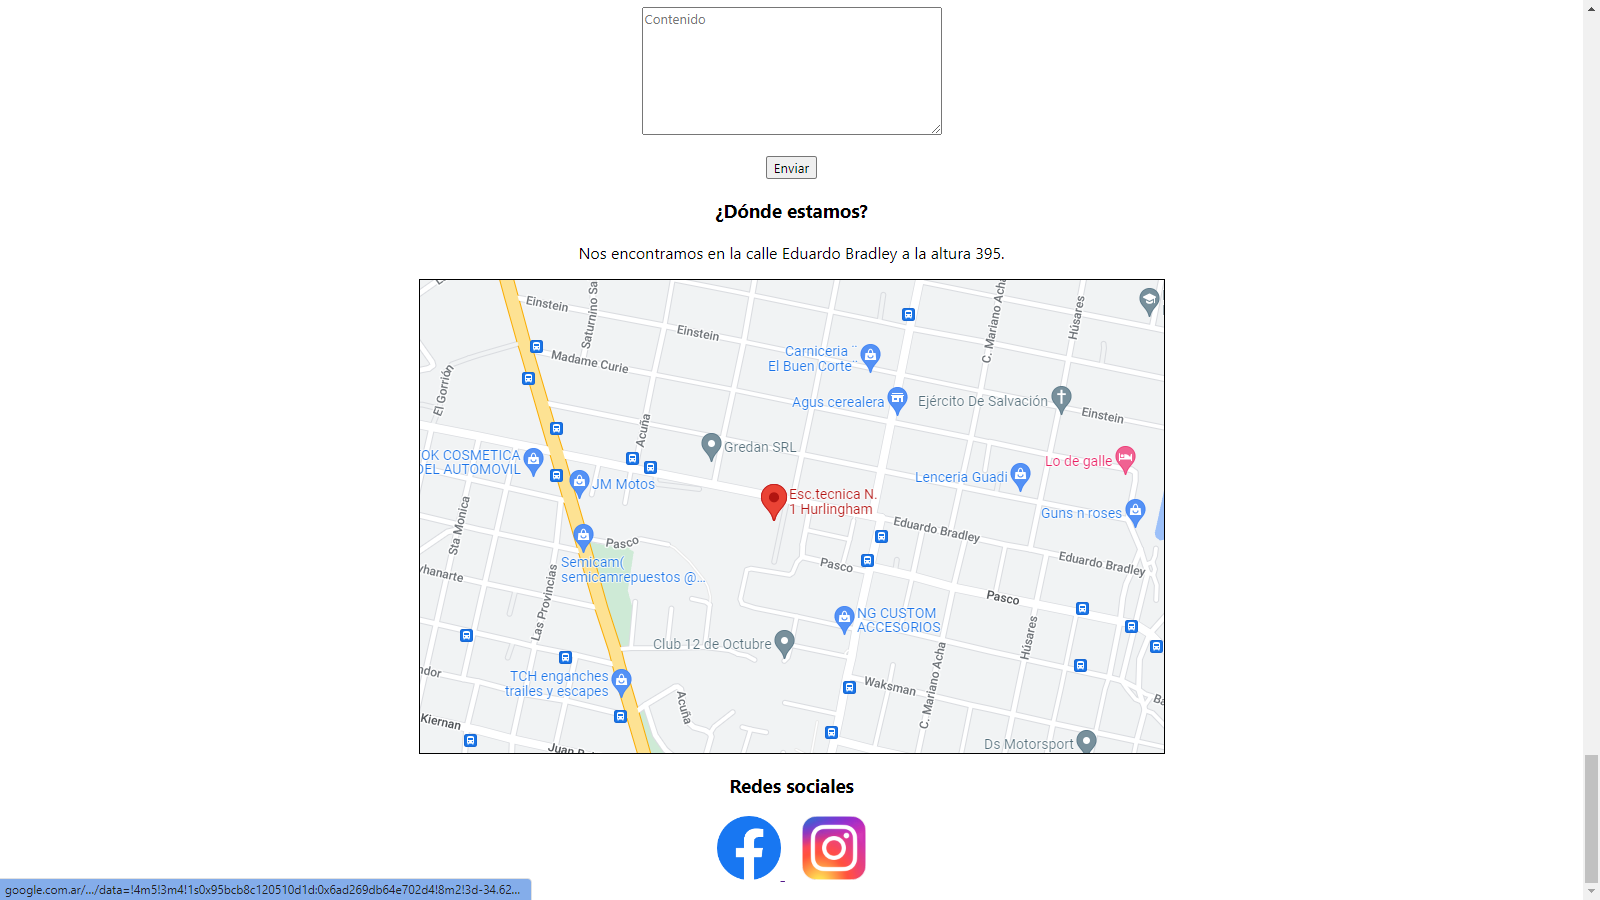 Contenido
Enviar
¿Dónde estamos?
Nos encontramos en la calle Eduardo Bradley a la altura 395.
Einstein
Saturnino Sa
Einstein
C. Mariano Acha
Húsares
Madame Curie
Carniceria ¨
El Buen Corte¨
El Gorrión
Agus cerealera
Ejército De Salvación
Einstein
Acuña
Gredan SRL
OK COSMETICA
DEL AUTOMOVIL
Lo de galle
Lenceria Guadi
JM Motos
Esc.tecnica N.
1 Hurlingham
Guns n roses
Sta Monica
Eduardo Bradley
Pasco
Eduardo Bradley
Semicam(
semicamrepuestos @...
Pasco
yhanarte
Pasco
Las Provincias
NG CUSTOM
ACCESORIOS
Húsares
Club 12 de Octubre
C. Mariano Acha
ndor
TCH enganches
trailes y escapes
Waksman
Ba
Acuña
Kiernan
Juan
Ds Motorsport
Redes sociales
google.com.ar/.../data=!4m5!3m4!1s0x95bcb8c120510d1d:0x6ad269db64e702d4!8m2!3d-34.62...